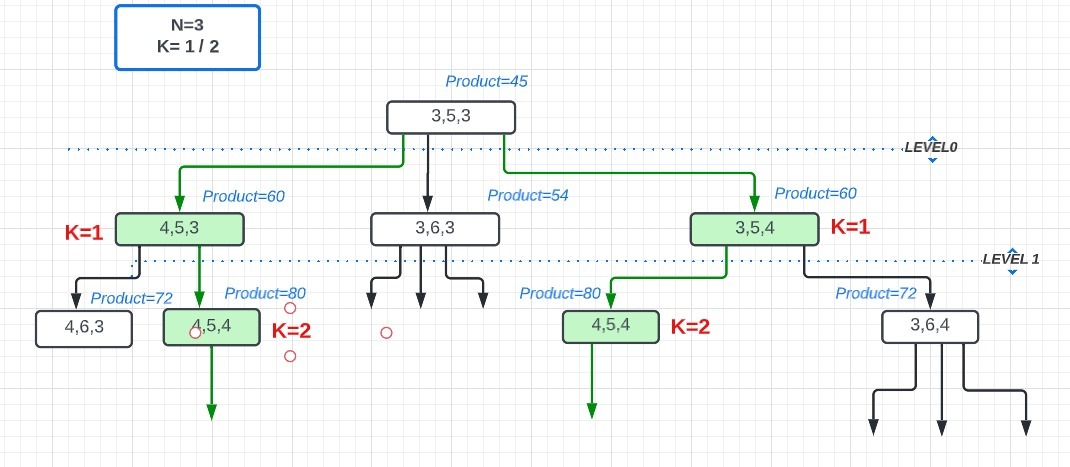 N=3
K= 1 / 2
Product=45
3,5,3
LEVEL0
Product=60
Product=54
Product=60
K=1
4,5,3
3,6,3
3,5,4
K=1
LEVEL 1
Product=72
Product=80
Product=80
Product=72
4,6,3
4,5,4
K=2
4,5,4
K=2
3,6,4